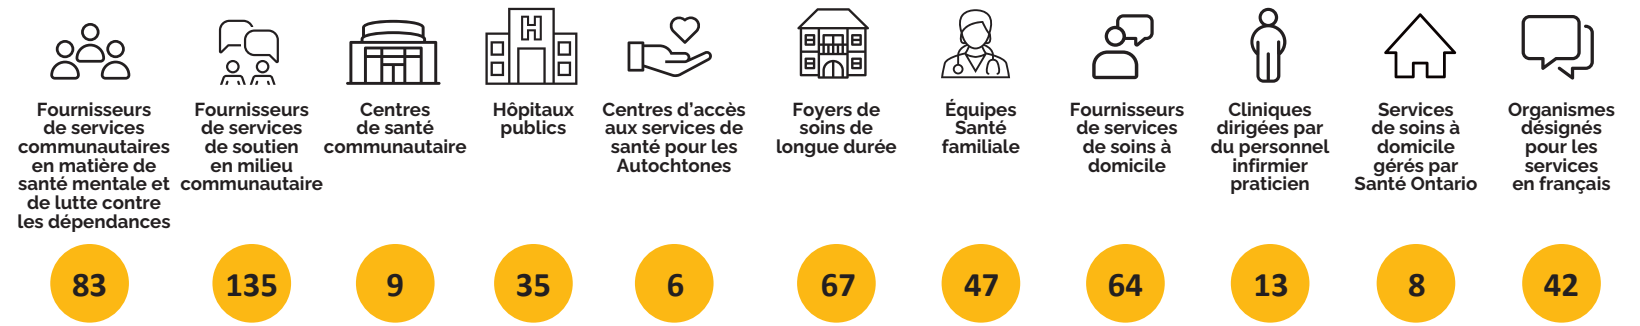 H
Fournisseurs
de services
communautaires
en matière de
santé mentale et
de lutte contre
les dépendances
83
Fournisseurs
de services
de soutien
en milieu
communautaire
135
Centres
de santé
communautaire
9
Hôpitaux
publics
35
Centres d'accès
aux services de
santé pour les
Autochtones
6
Foyers de
soins de
longue durée
67
Équipes
Santé
familiale
47
Fournisseurs
de services
de soins à
domicile
64
Cliniques
dirigées par
du personnel
infirmier
praticien
13
Services
de soins à
domicile
gérés par
Santé Ontario
8
Organismes
désignés
pour les
services
en français
42